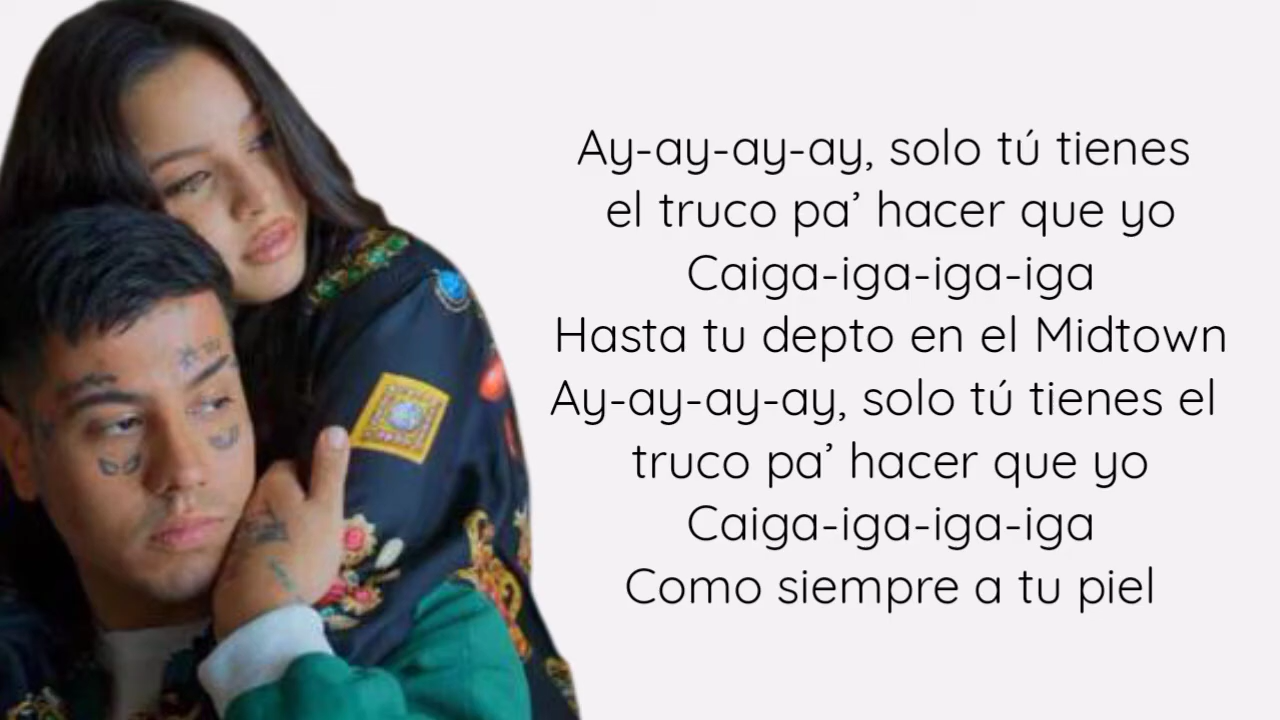 Ay-ay-ay-ay, solo tú tienes
el truco pa’ hacer que yo
Caiga-iga-iga-iga
Hasta tu depto en el Midtown
Ay-ay-ay-ay, solo tú tienes el
truco pa’ hacer que yo
Caiga-iga-iga-iga
Como siempre a tu piel